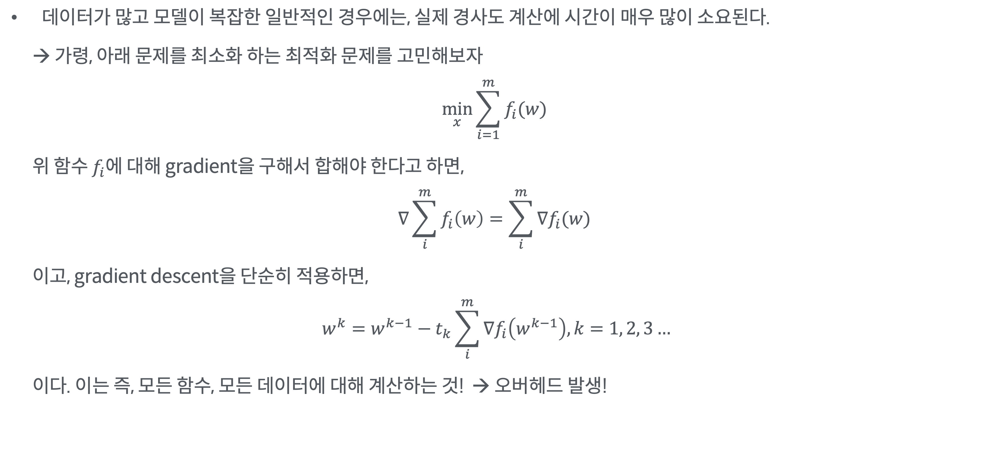 • 데이터가 많고 모델이 복잡한 일반적인 경우에는, 실제 경사도 계산에 시간이 매우 많이 소요된다.
→ 가령, 아래 문제를 최소화 하는 최적화 문제를 고민해보자
$\min_{x} \sum_{i=1}^{m} f_i(w)$
위 함수 $f_i$에 대해 gradient을 구해서 합해야 한다고 하면,
$\nabla \sum_{i}^{m} f_i(w) = \sum_{i}^{m} \nabla f_i(w)$
이고, gradient descent을 단순히 적용하면,
$w^k = w^{k-1} - t_k \sum_{i}^{m} \nabla f_i(w^{k-1}), k = 1, 2, 3 ...$
이다. 이는 즉, 모든 함수, 모든 데이터에 대해 계산하는 것! → 오버헤드 발생!